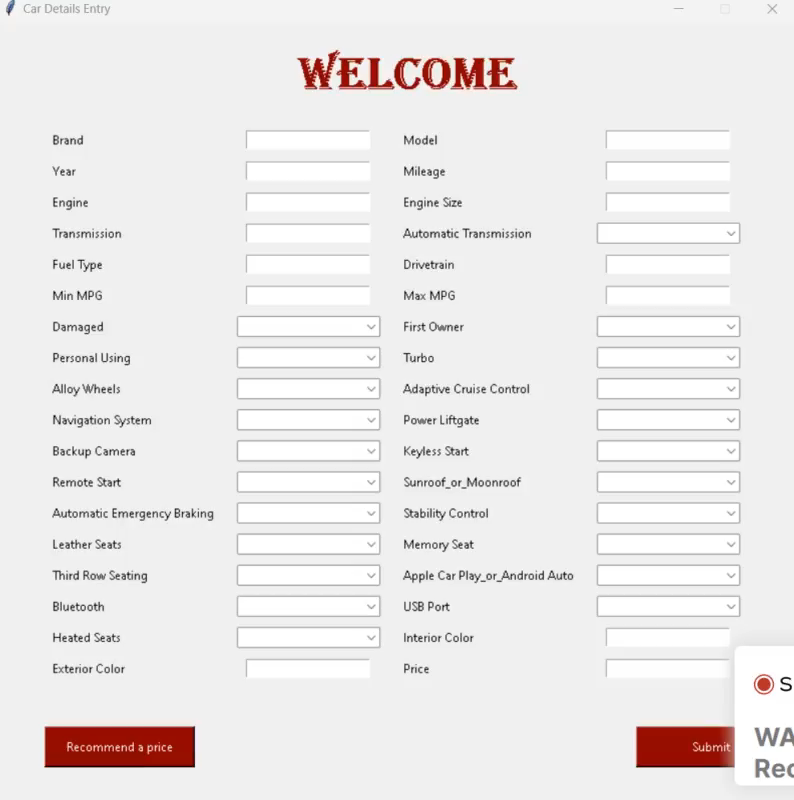 Car Details Entry
WELCOME
Brand Model
Year Mileage
Engine Engine Size
Transmission Automatic Transmission
Fuel Type Drivetrain
Min MPG Max MPG
Damaged First Owner
Personal Using Turbo
Alloy Wheels Adaptive Cruise Control
Navigation System Power Liftgate
Backup Camera Keyless Start
Remote Start Sunroof_or_Moonroof
Automatic Emergency Braking Stability Control
Leather Seats Memory Seat
Third Row Seating Apple Car Play_or_Android Auto
Bluetooth USB Port
Heated Seats Interior Color
Exterior Color Price
S
Recommend a price Submit WA
Rec